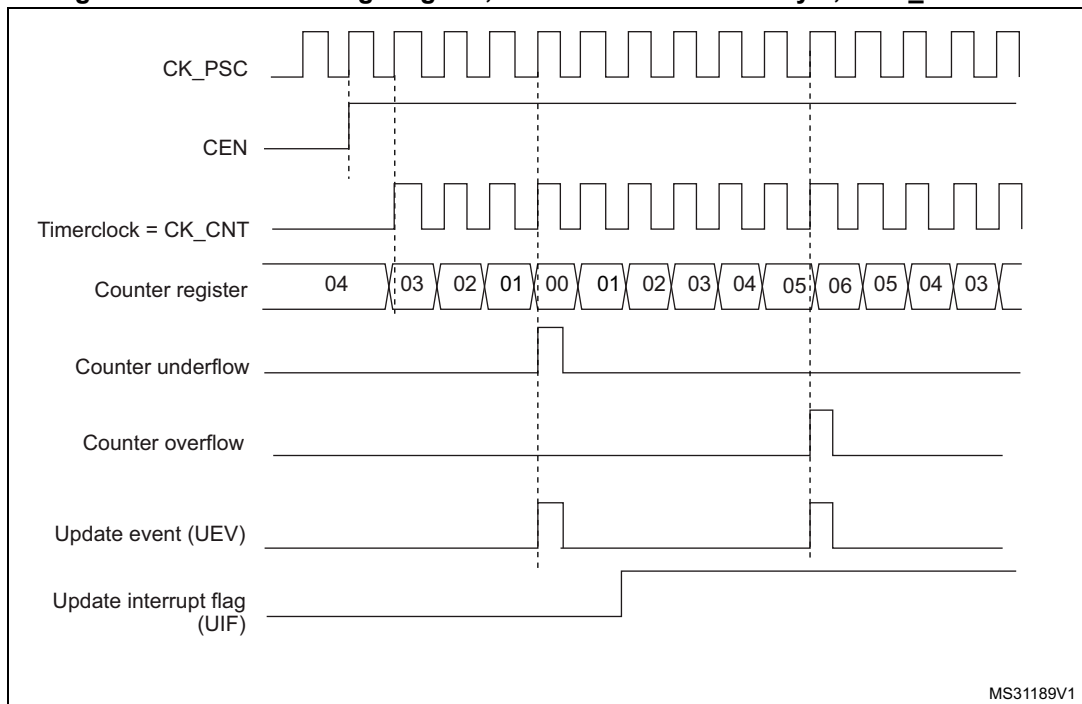 CK_PSC
CEN
Timerclock = CK_CNT
Counter register 04 03 02 01 00 01 02 03 04 05 06 05 04 03
Counter underflow
Counter overflow
Update event (UEV)
Update interrupt flag
(UIF)
MS31189V1